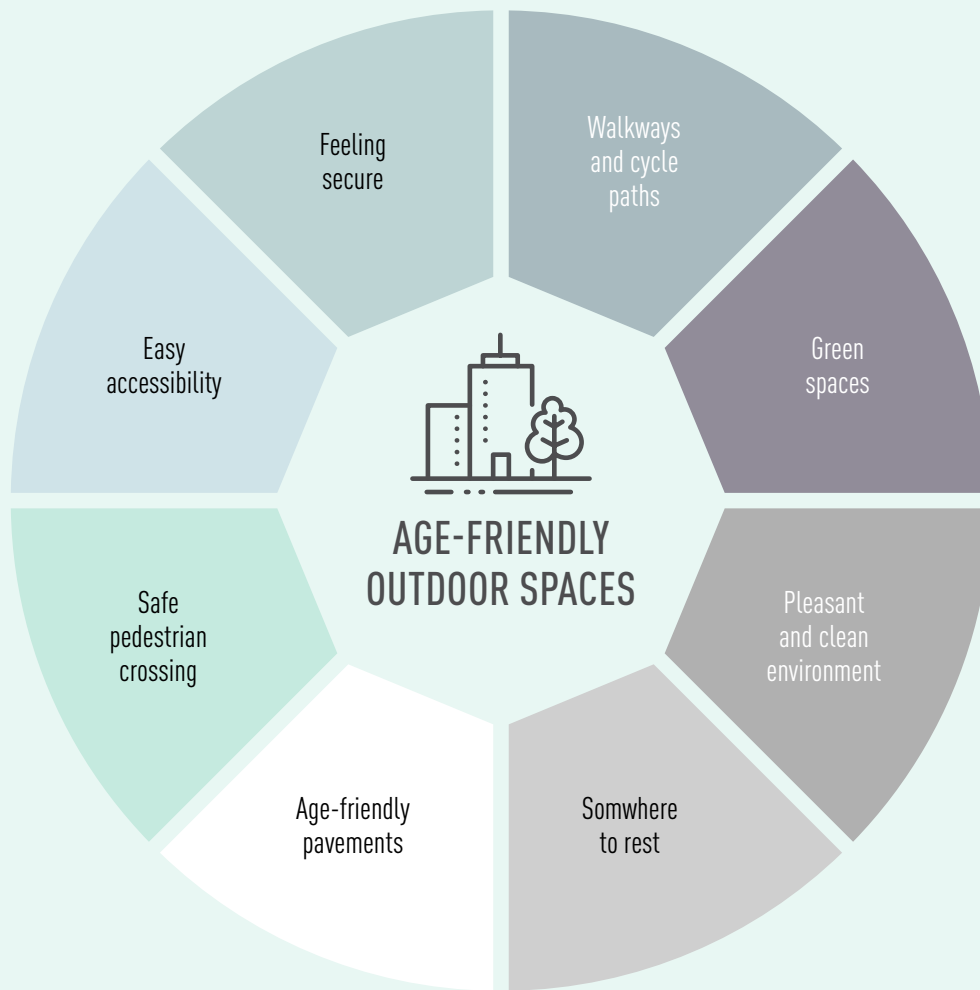 Feeling
secure
Walkways
and cycle
paths
Easy
accessibility
Green
spaces
AGE-FRIENDLY
OUTDOOR SPACES
Safe
pedestrian
crossing
Pleasant
and clean
environment
Age-friendly
pavements
Somwhere
to rest